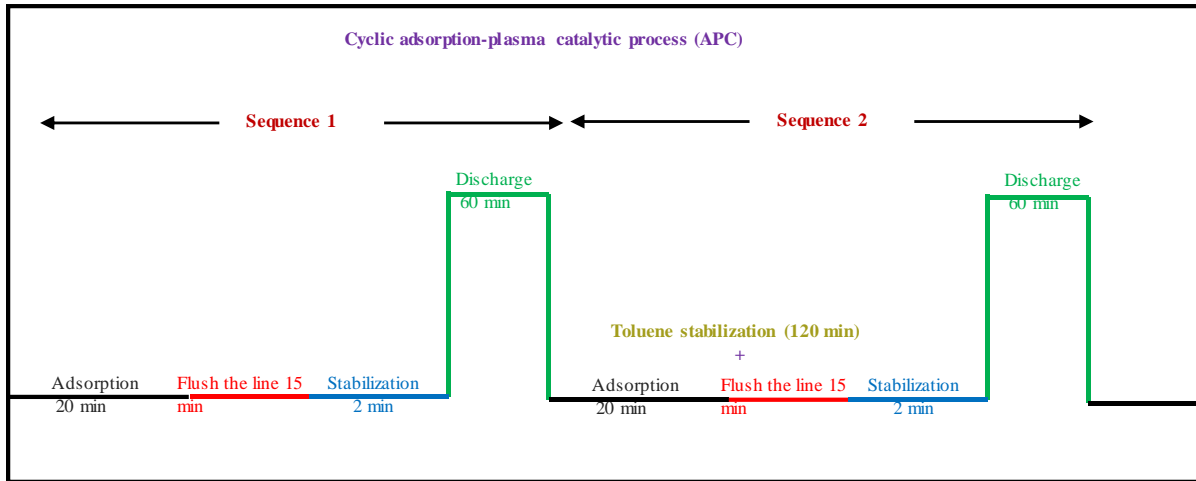 Cyclic adsorption-plasma catalytic process (APC)
Sequence 1
Sequence 2
Discharge
60 min
Discharge
60 min
Toluene stabilization (120 min)
+
Adsorption
20 min
Flush the line 15
min
Stabilization
2 min
Adsorption
20 min
Flush the line 15
min
Stabilization
2 min